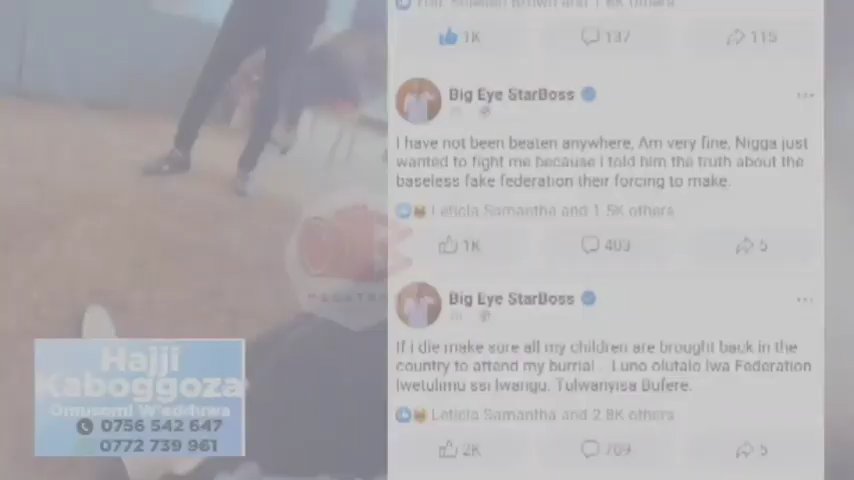 1K 137 115
Big Eye StarBoss
I have not been beaten anywhere, Am very fine, Nigga just
wanted to fight me because i told him the truth about the
baseless fake federation their forcing to make.
Leticia Samantha and 1.5K others
1K 403 5
Big Eye StarBoss
If i die make sure all my children are brought back in the
country to attend my burrial . Luno olutalo lwa Federation
lwetulimu ssi lwangu. Tulwanyisa Bufere.
Leticia Samantha and 2.8K others
2K 709 5
Hajji
Kaboggoza
Omusomi W'edduwa
0756 542 647
0772 739 961